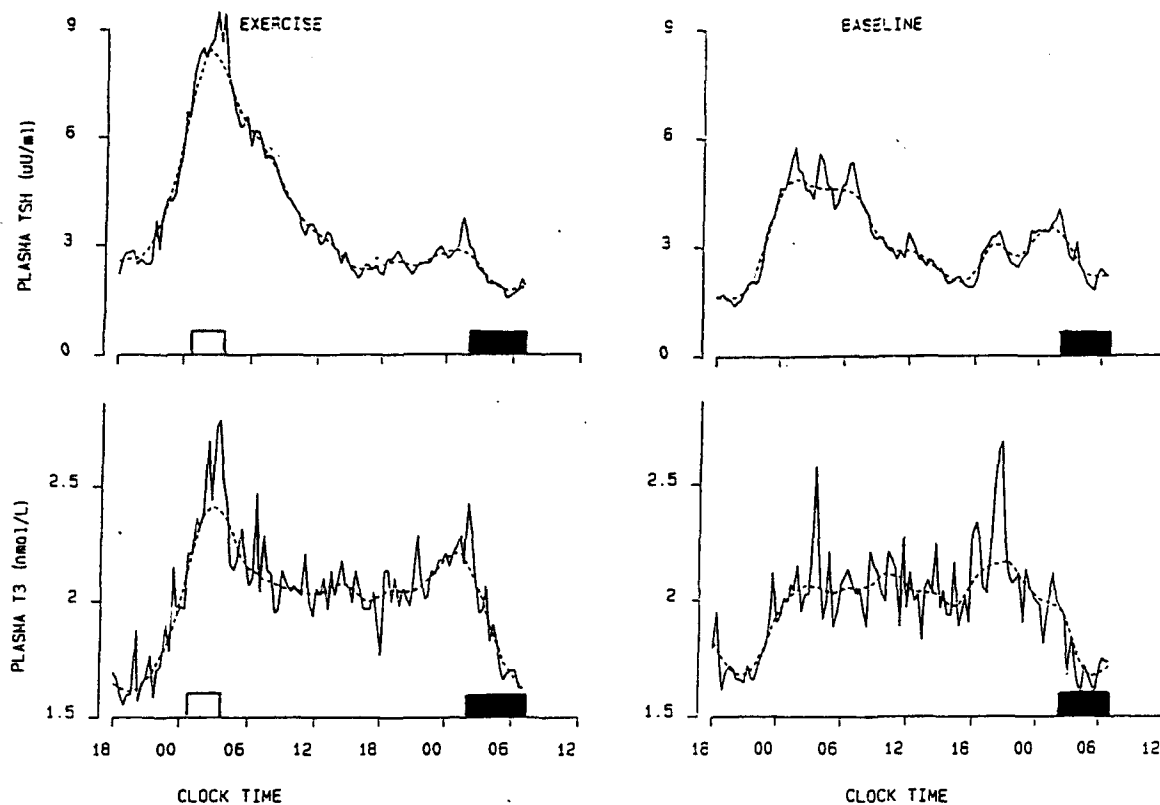 EXERCISE
BASELINE
PLASMA TSH (uU/ml)
9
6
3
0
9
6
3
0
PLASMA T3 (nmol/L)
2.5
2
1.5
2.5
2
1.5
18 00 06 12 18 00 06 12
18 00 06 12 18 00 06 12
CLOCK TIME
CLOCK TIME